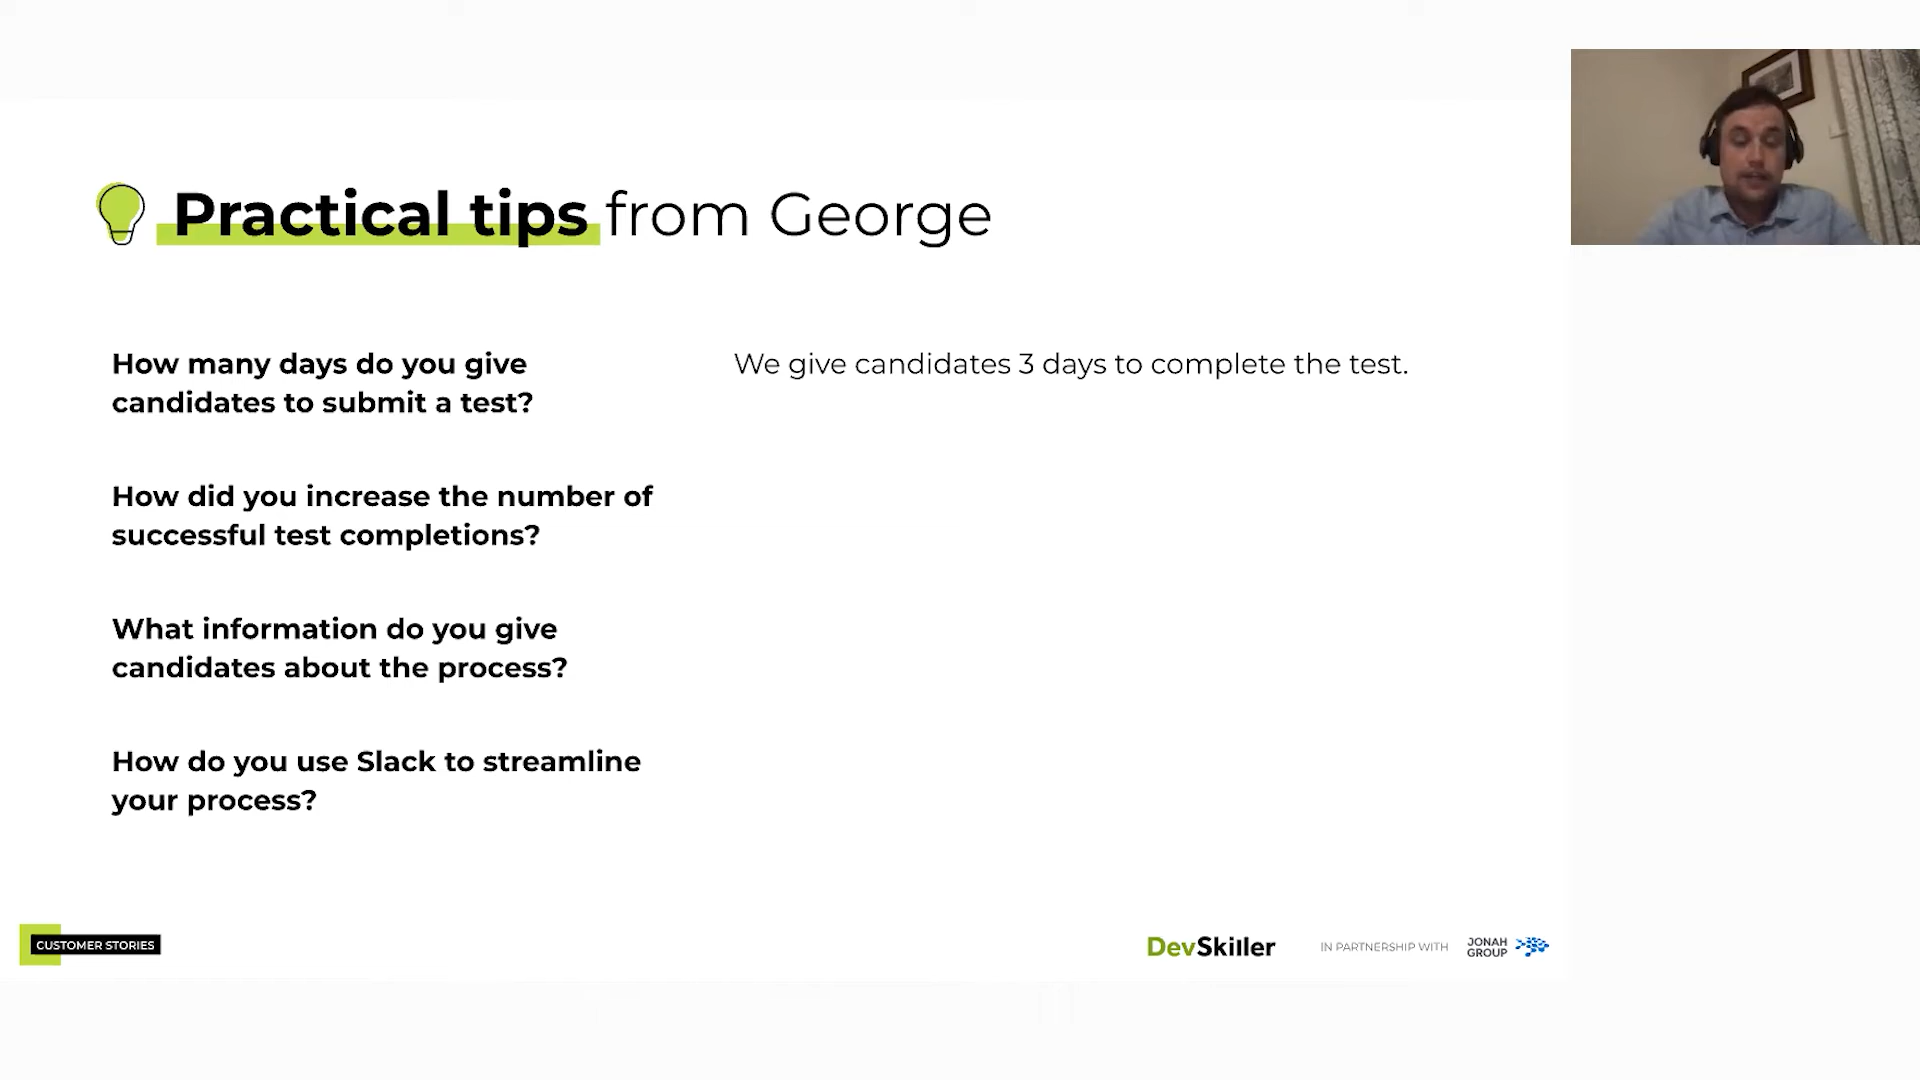 Practical tips from George
How many days do you give
candidates to submit a test?
We give candidates 3 days to complete the test.
How did you increase the number of
successful test completions?
What information do you give
candidates about the process?
How do you use Slack to streamline
your process?
CUSTOMER STORIES
DevSkiller
IN PARTNERSHIP WITH
JONAH
GROUP